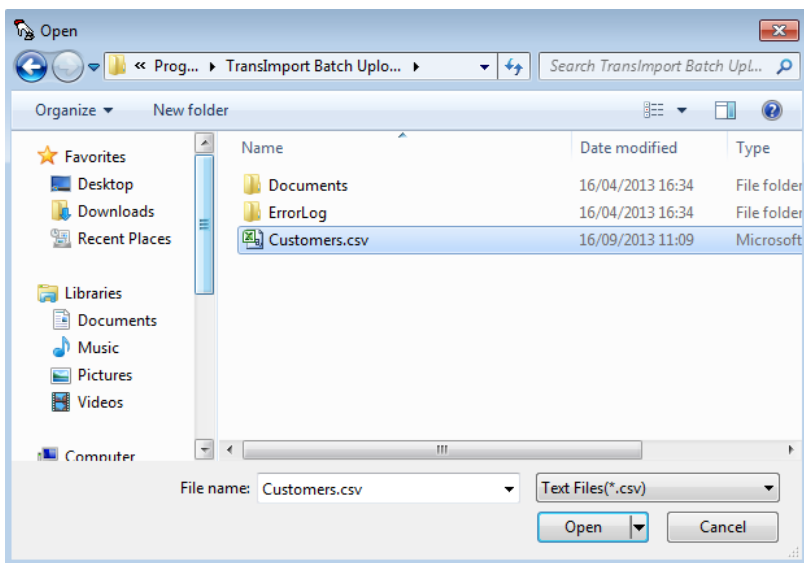 Open
« Prog... TransImport Batch Uplo... Search TransImport Batch Upl...
Organize New folder
Name Date modified Type
Favorites
Desktop
Downloads
Recent Places
Libraries
Documents
Music
Pictures
Videos
Computer
Documents 16/04/2013 16:34 File folder
ErrorLog 16/04/2013 16:34 File folder
Customers.csv 16/09/2013 11:09 Microsoft
File name: Customers.csv Text Files(*.csv)
Open Cancel